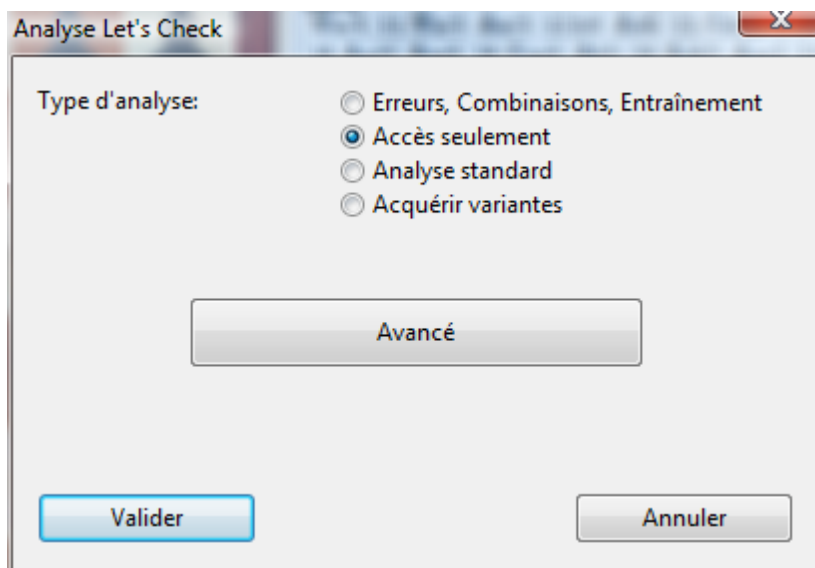 Analyse Let's Check
Type d'analyse:
Erreurs, Combinaisons, Entraînement
Accès seulement
Analyse standard
Acquérir variantes
Avancé
Valider
Annuler